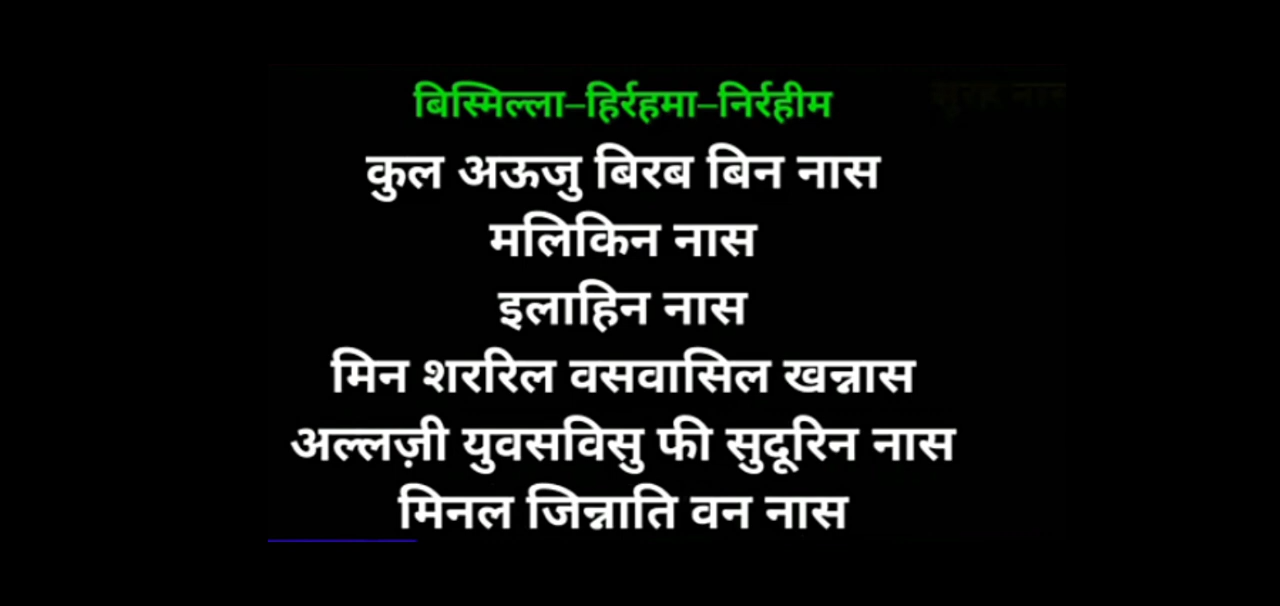 बिस्मिल्ला–हिर्रहमा–निर्रहीम
कुल अऊजु बिरब बिन नास
मलिकिन नास
इलाहिन नास
मिन शररिल वसवासिल खन्नास
अल्लज़ी युवसविसु फी सुदूरिन नास
मिनल जिन्नाति वन नास